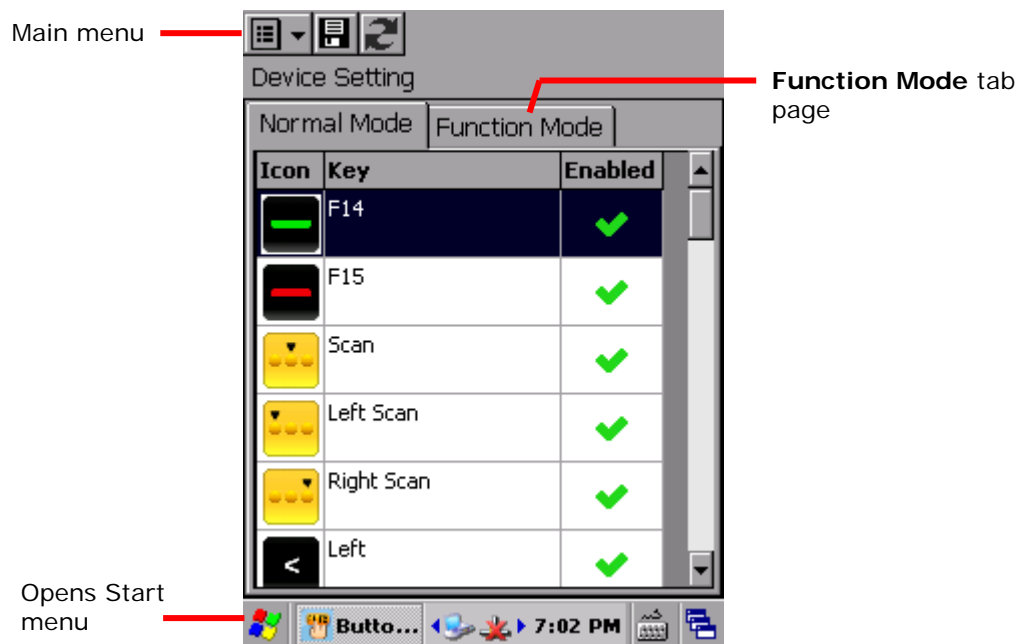 Main menu
Device Setting
Function Mode tab
page
Normal Mode
Function Mode
Icon Key Enabled
F14
F15
Scan
Left Scan
Right Scan
< Left
Opens Start
menu
Butto... 7:02 PM